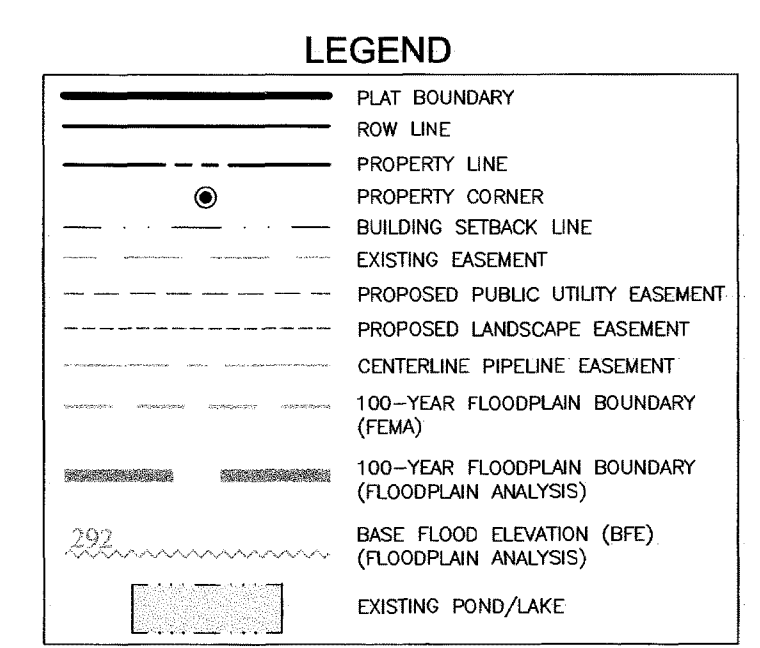 LEGEND
PLAT BOUNDARY
ROW LINE
PROPERTY LINE
PROPERTY CORNER
BUILDING SETBACK LINE
EXISTING EASEMENT
PROPOSED PUBLIC UTILITY EASEMENT
PROPOSED LANDSCAPE EASEMENT
CENTERLINE PIPELINE EASEMENT
100-YEAR FLOODPLAIN BOUNDARY
(FEMA)
100-YEAR FLOODPLAIN BOUNDARY
(FLOODPLAIN ANALYSIS)
292
BASE FLOOD ELEVATION (BFE)
(FLOODPLAIN ANALYSIS)
EXISTING POND/LAKE